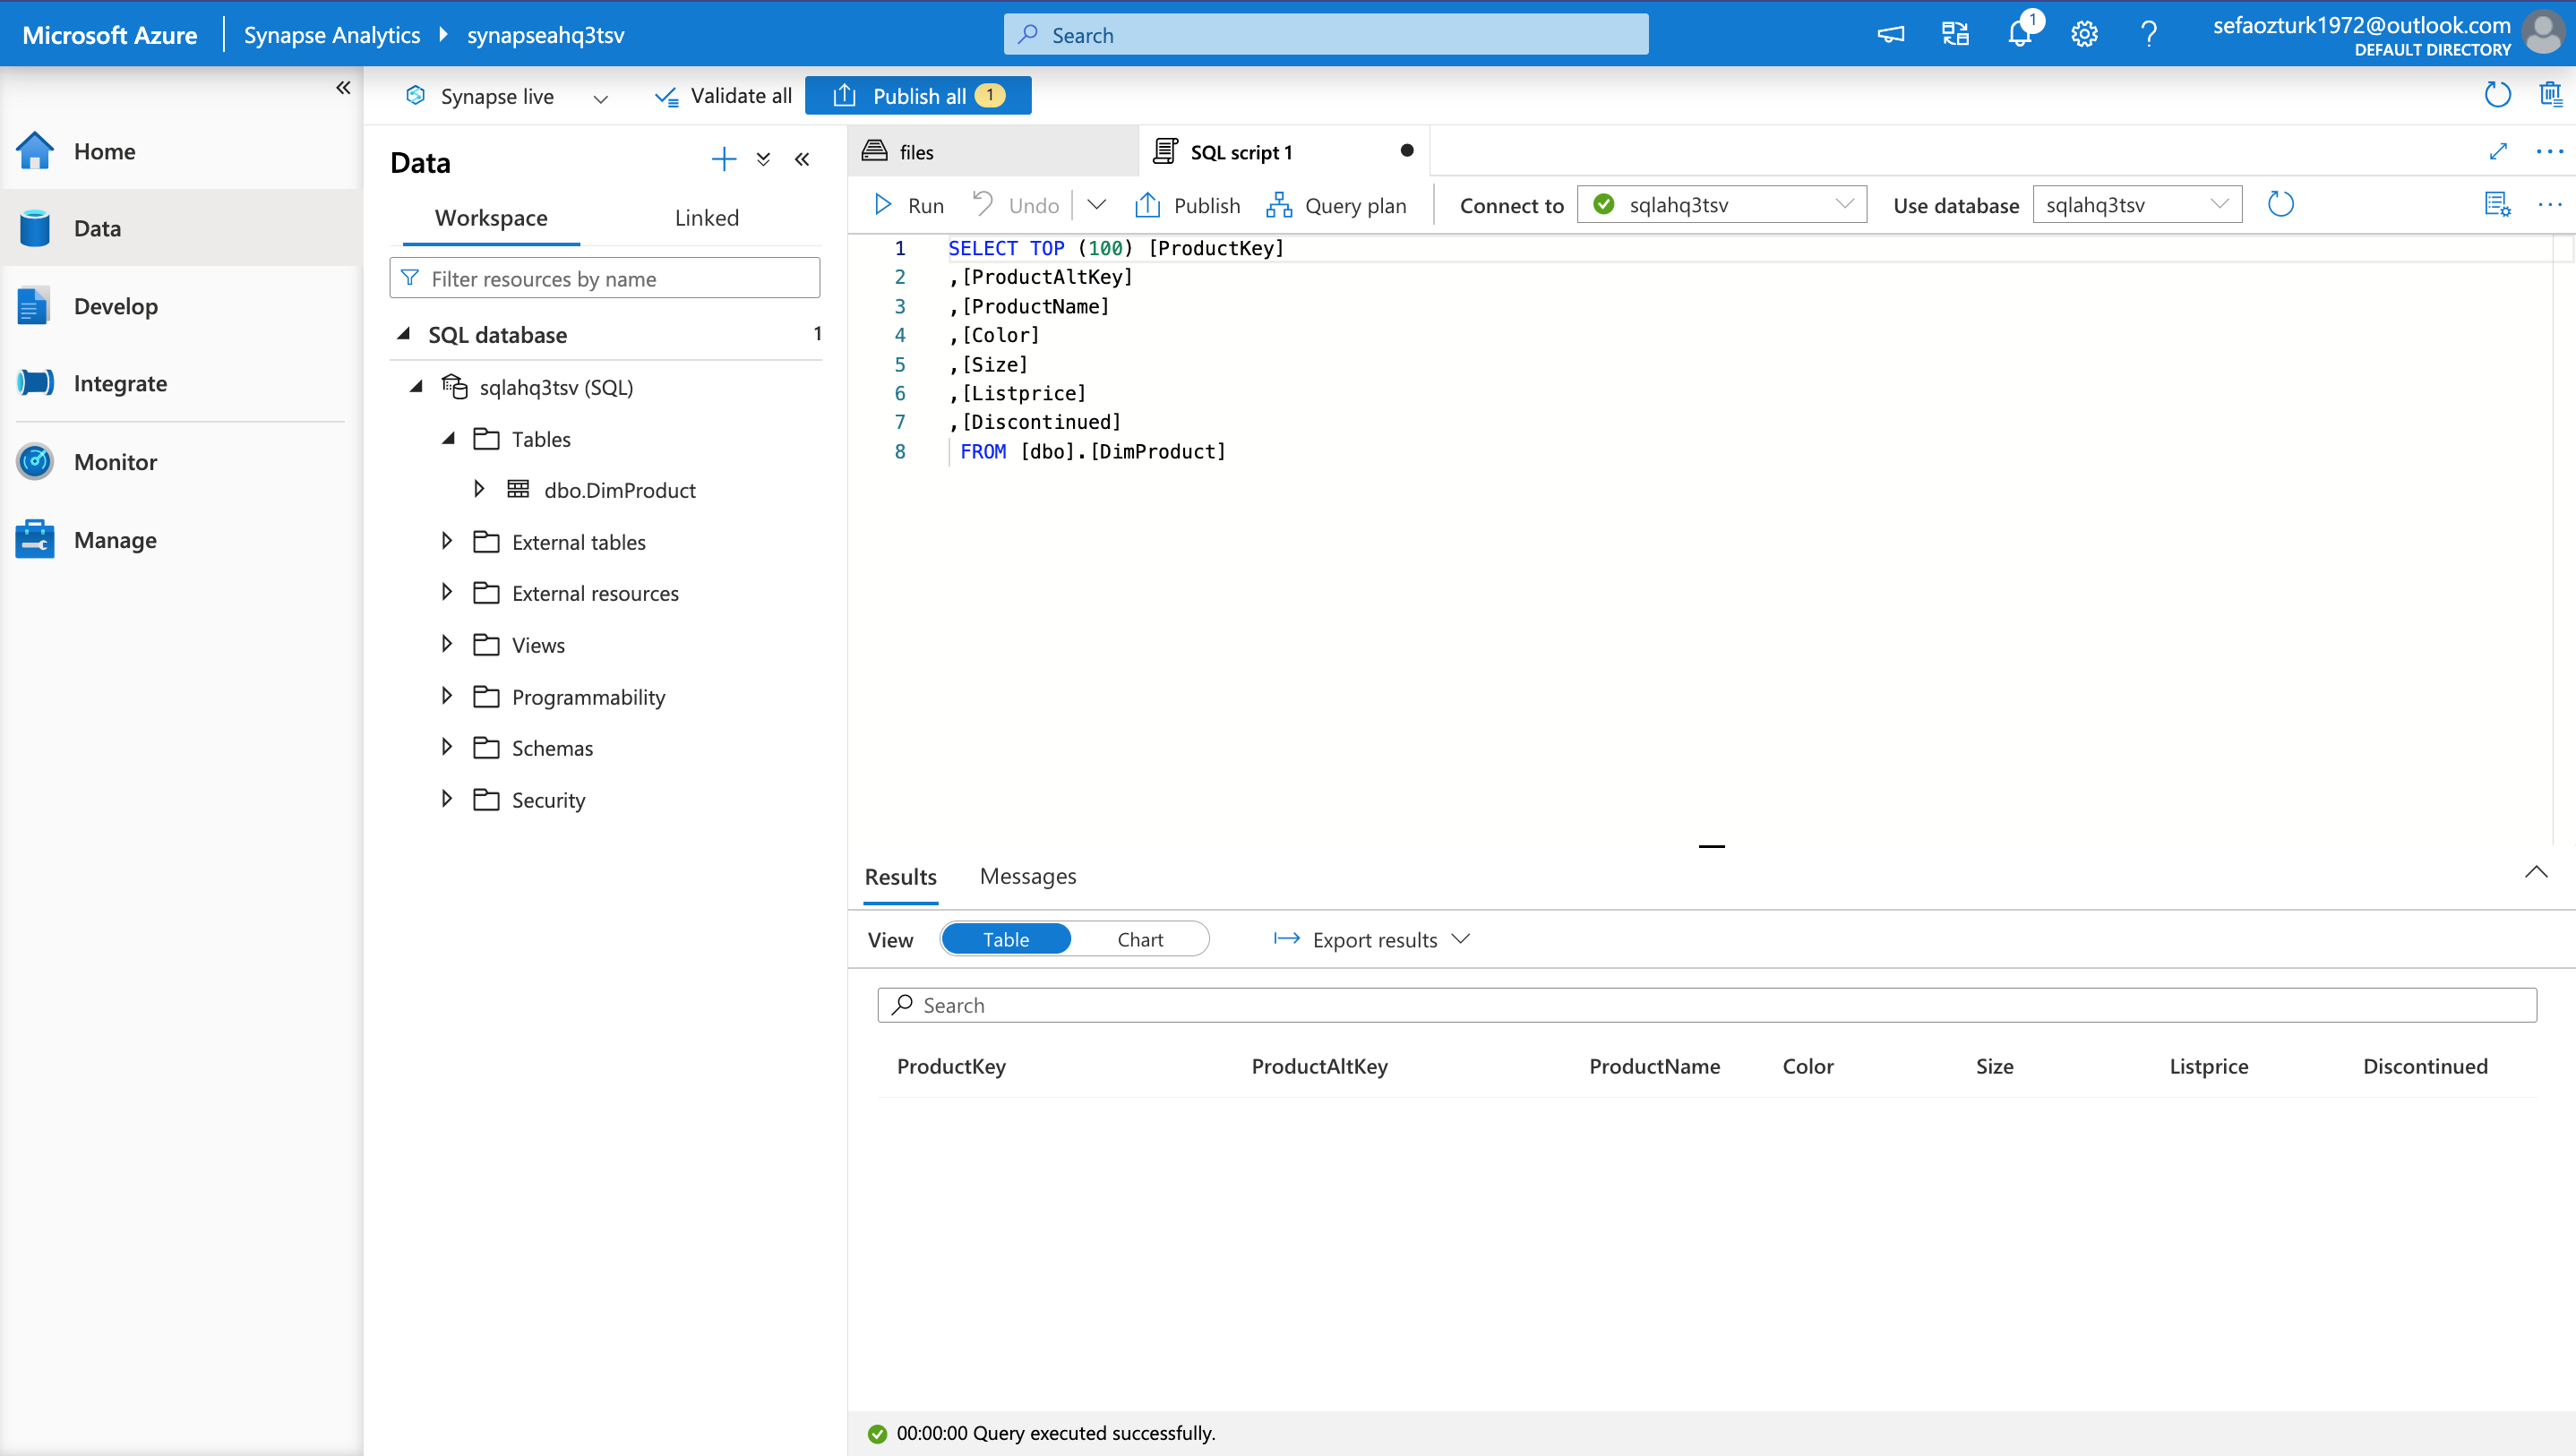 Microsoft Azure
Synapse Analytics
synapseahq3tsv
Search
1
sefaozturk1972@outlook.com
DEFAULT DIRECTORY
Synapse live
Validate all
Publish all 1
Home
Data
Develop
Integrate
Monitor
Manage
Data
Workspace
Linked
Filter resources by name
SQL database 1
sqlahq3tsv (SQL)
Tables
dbo.DimProduct
External tables
External resources
Views
Programmability
Schemas
Security
files
SQL script 1
Run
Undo
Publish
Query plan
Connect to
sqlahq3tsv
Use database
sqlahq3tsv
1 SELECT TOP (100) [ProductKey]
2 ,[ProductAltKey]
3 ,[ProductName]
4 ,[Color]
5 ,[Size]
6 ,[Listprice]
7 ,[Discontinued]
8 FROM [dbo].[DimProduct]
Results
Messages
View
Table
Chart
Export results
Search
ProductKey ProductAltKey ProductName Color Size Listprice Discontinued
00:00:00 Query executed successfully.